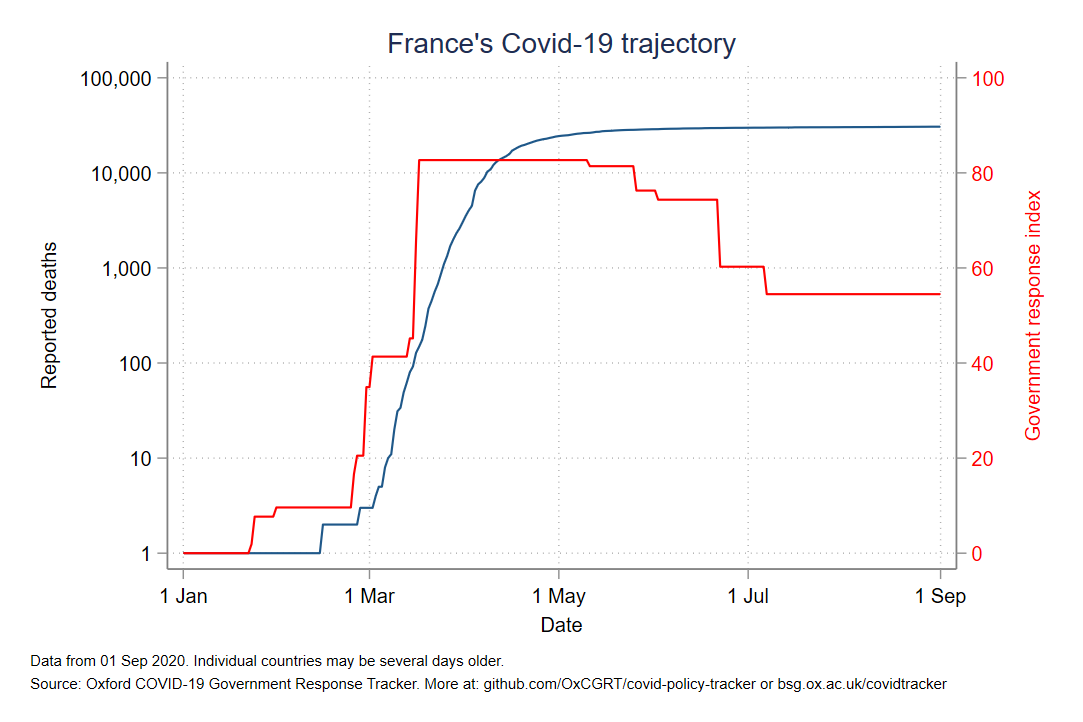 France's Covid-19 trajectory
100,000
10,000
1,000
100
10
1
Reported deaths
100
80
60
40
20
0
Government response index
1 Jan
1 Mar
1 May
1 Jul
1 Sep
Date
Data from 01 Sep 2020. Individual countries may be several days older.
Source: Oxford COVID-19 Government Response Tracker. More at: github.com/OxCGRT/covid-policy-tracker or bsg.ox.ac.uk/covidtracker